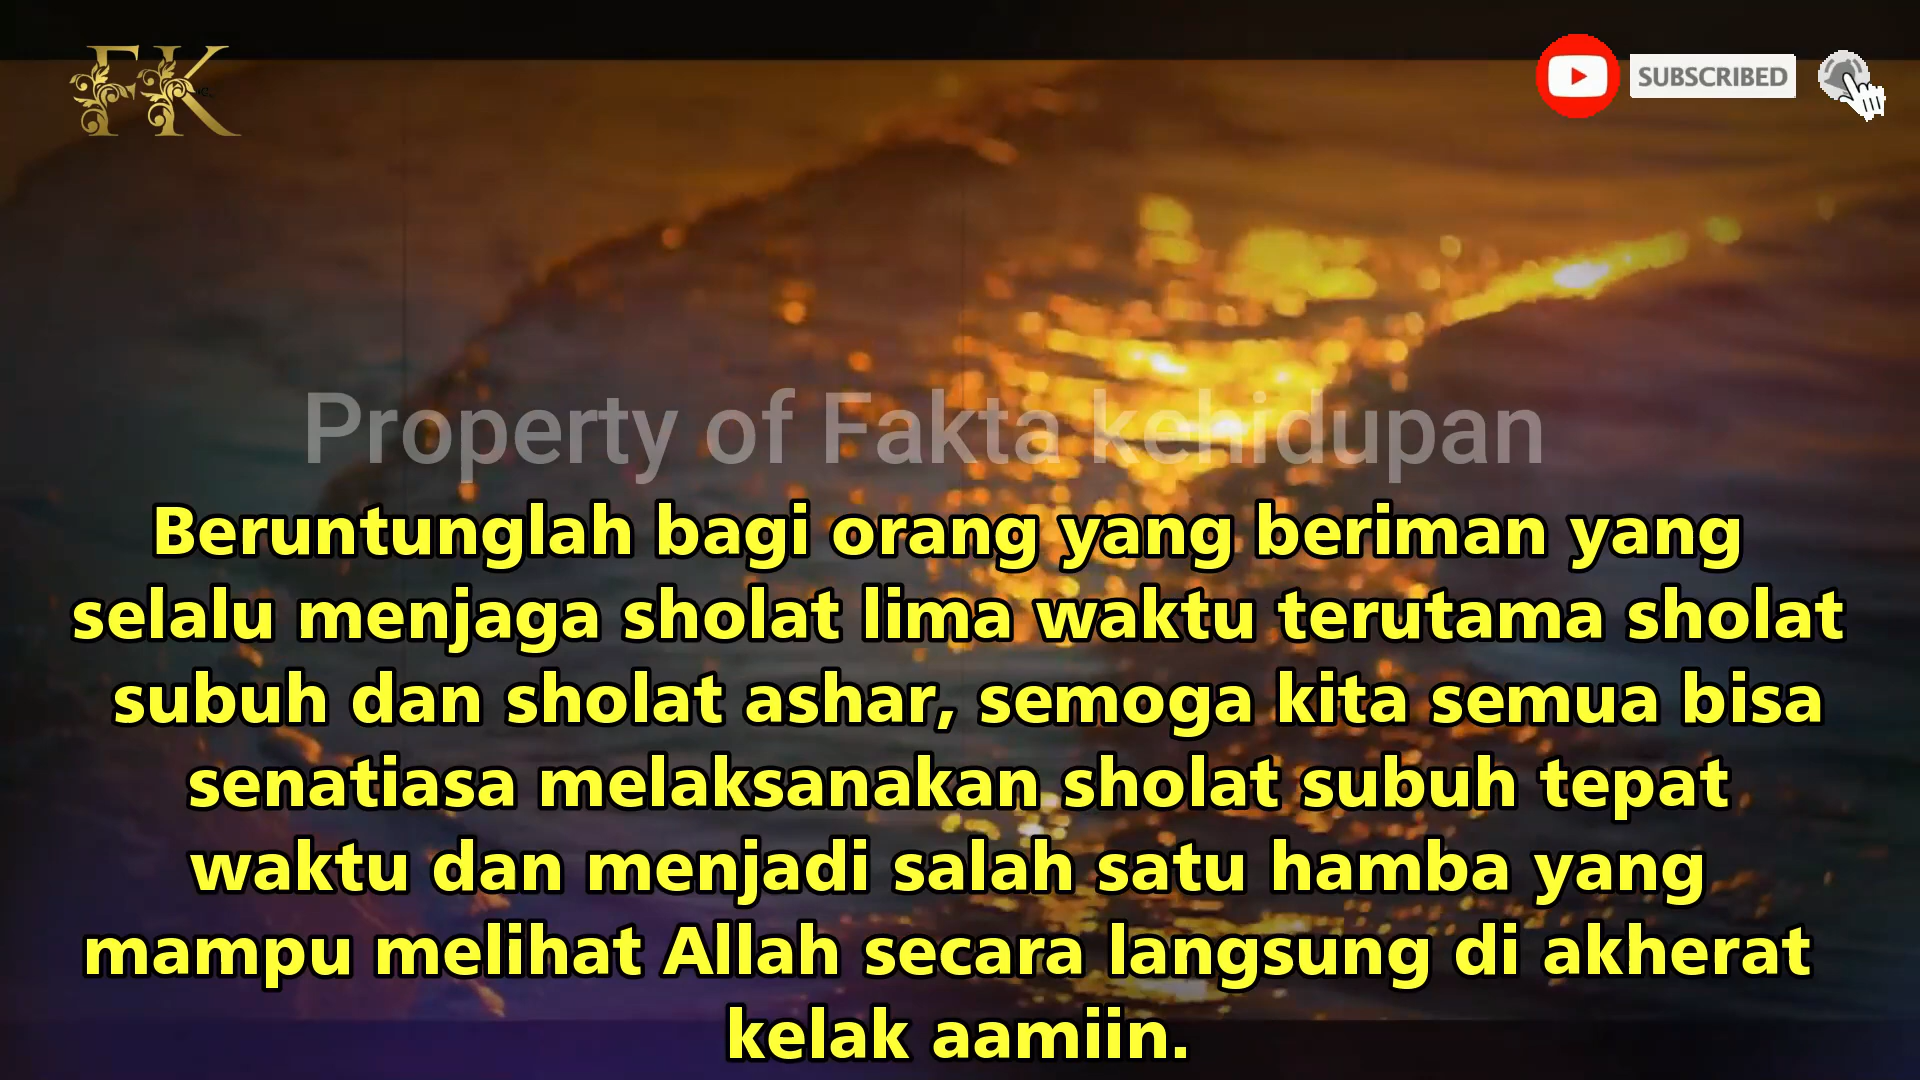 FK
SUBSCRIBED
Property of Fakta kehidupan
Beruntunglah bagi orang yang beriman yang
selalu menjaga sholat lima waktu terutama sholat
subuh dan sholat ashar, semoga kita semua bisa
senatiasa melaksanakan sholat subuh tepat
waktu dan menjadi salah satu hamba yang
mampu melihat Allah secara langsung di akherat
kelak aamiin.